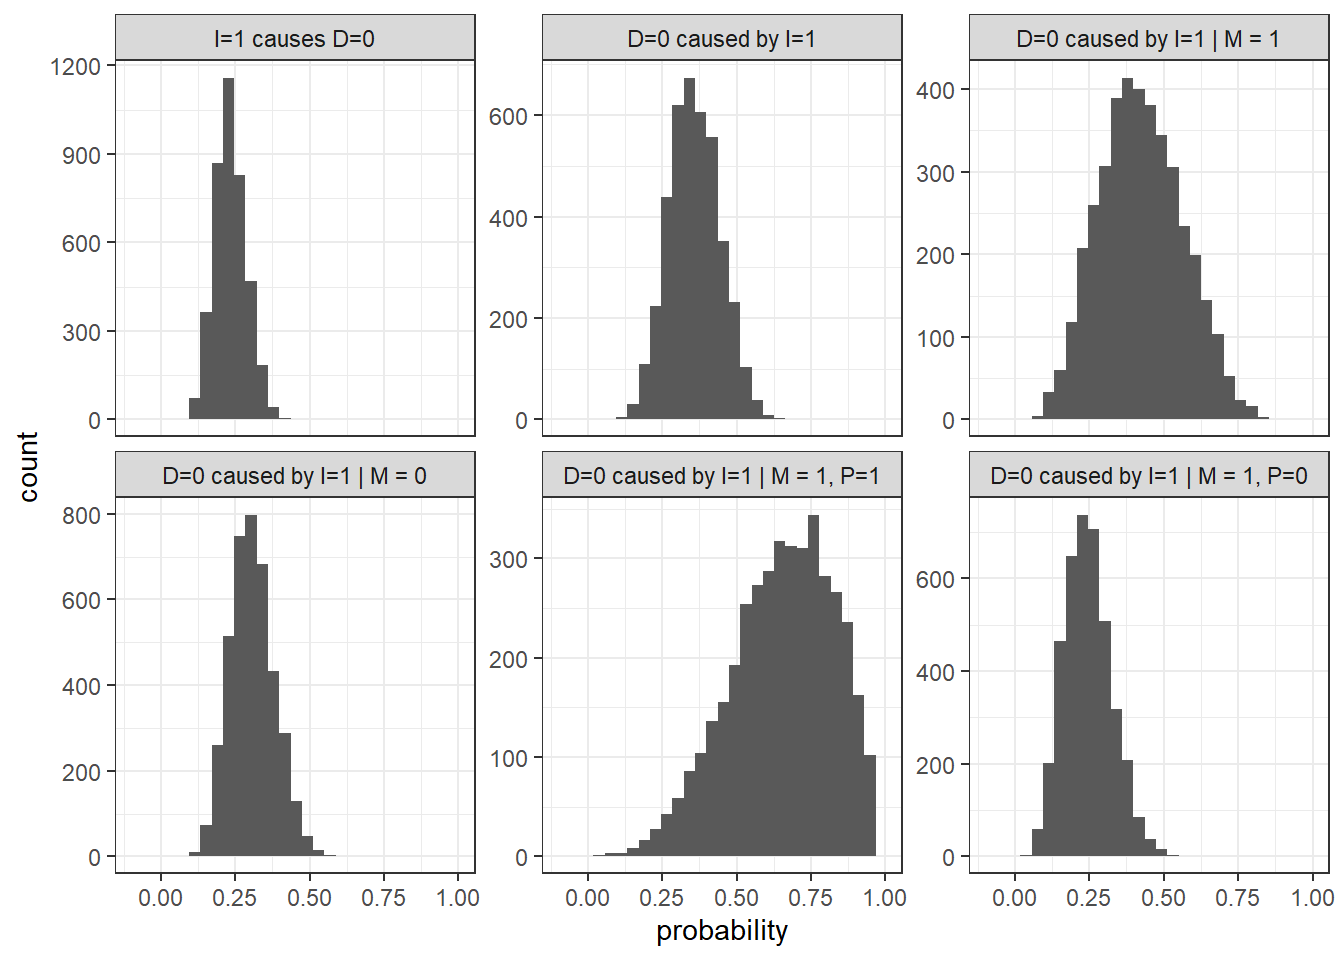 I=1 causes D=0
D=0 caused by I=1
D=0 caused by I=1 | M = 1
1200
900
600
300
0
600
400
200
0
400
300
200
100
0
count
D=0 caused by I=1 | M = 0
D=0 caused by I=1 | M = 1, P=1
D=0 caused by I=1 | M = 1, P=0
800
600
400
200
0
300
200
100
0
600
400
200
0
0.00 0.25 0.50 0.75 1.00
0.00 0.25 0.50 0.75 1.00
0.00 0.25 0.50 0.75 1.00
probability